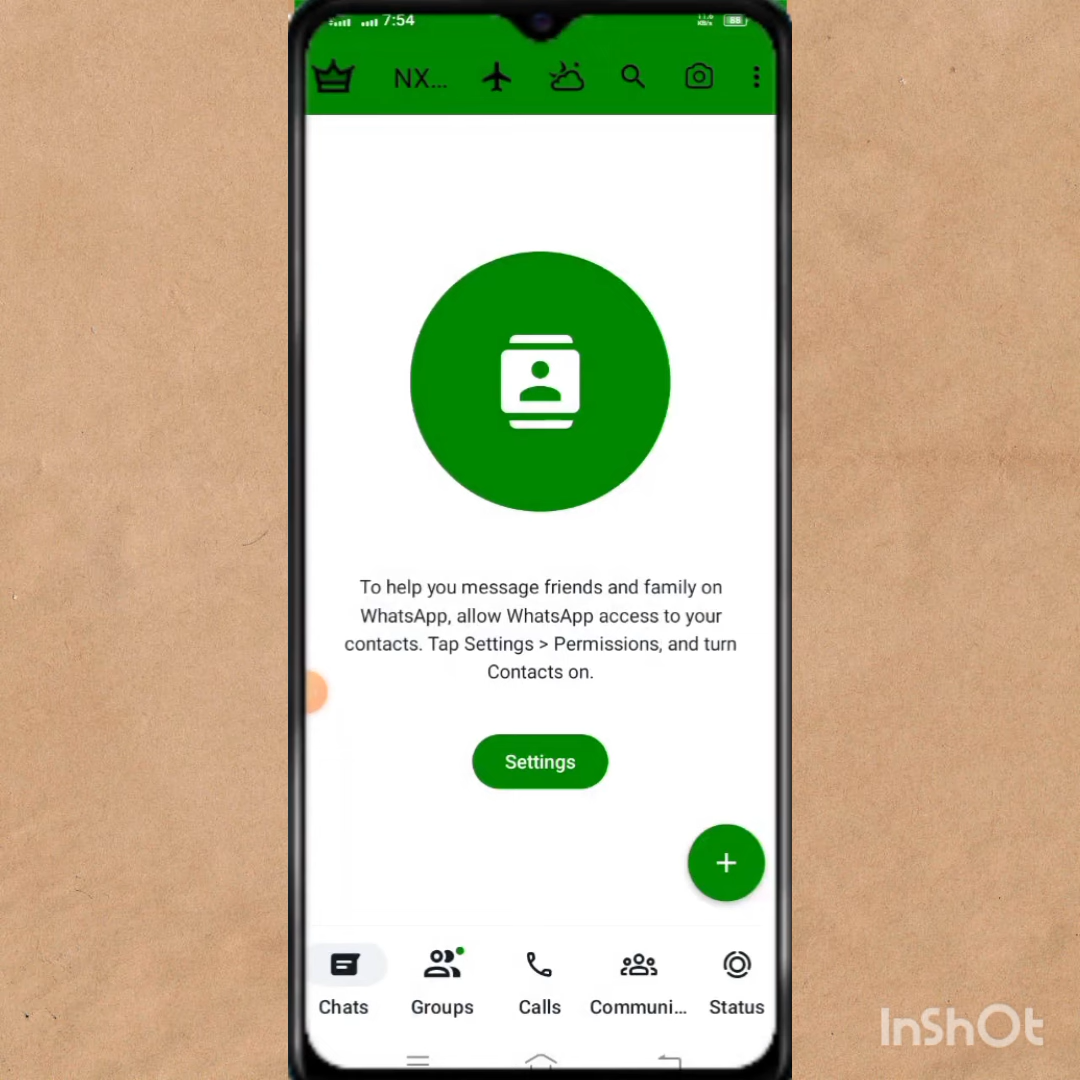 7:54
88
NX...
To help you message friends and family on
WhatsApp, allow WhatsApp access to your
contacts. Tap Settings > Permissions, and turn
Contacts on.
Settings
Chats
Groups
Calls
Communi...
Status
InShOt